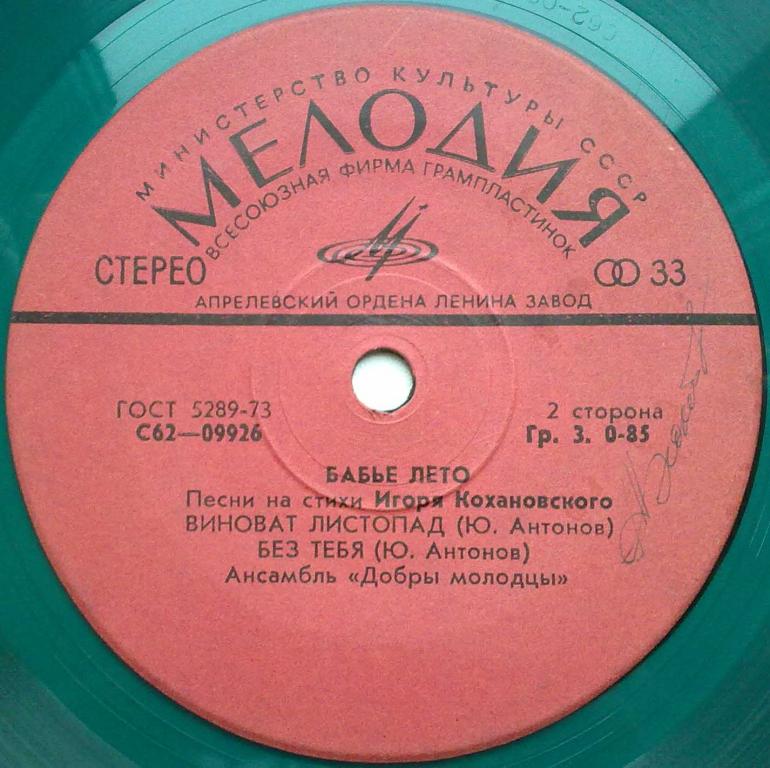 МИНИСТЕРСТВО КУЛЬТУРЫ СССР
МЕЛОДИЯ
ВСЕСОЮЗНАЯ ФИРМА ГРАМПЛАСТИНОК
СТЕРЕО 33
АПРЕЛЕВСКИЙ ОРДЕНА ЛЕНИНА ЗАВОД
ГОСТ 5289-73 2 сторона
С62—09926 Гр. 3. 0-85
БАБЬЕ ЛЕТО
Песни на стихи Игоря Кохановского
ВИНОВАТ ЛИСТОПАД (Ю. Антонов)
БЕЗ ТЕБЯ (Ю. Антонов)
Ансамбль «Добры молодцы»